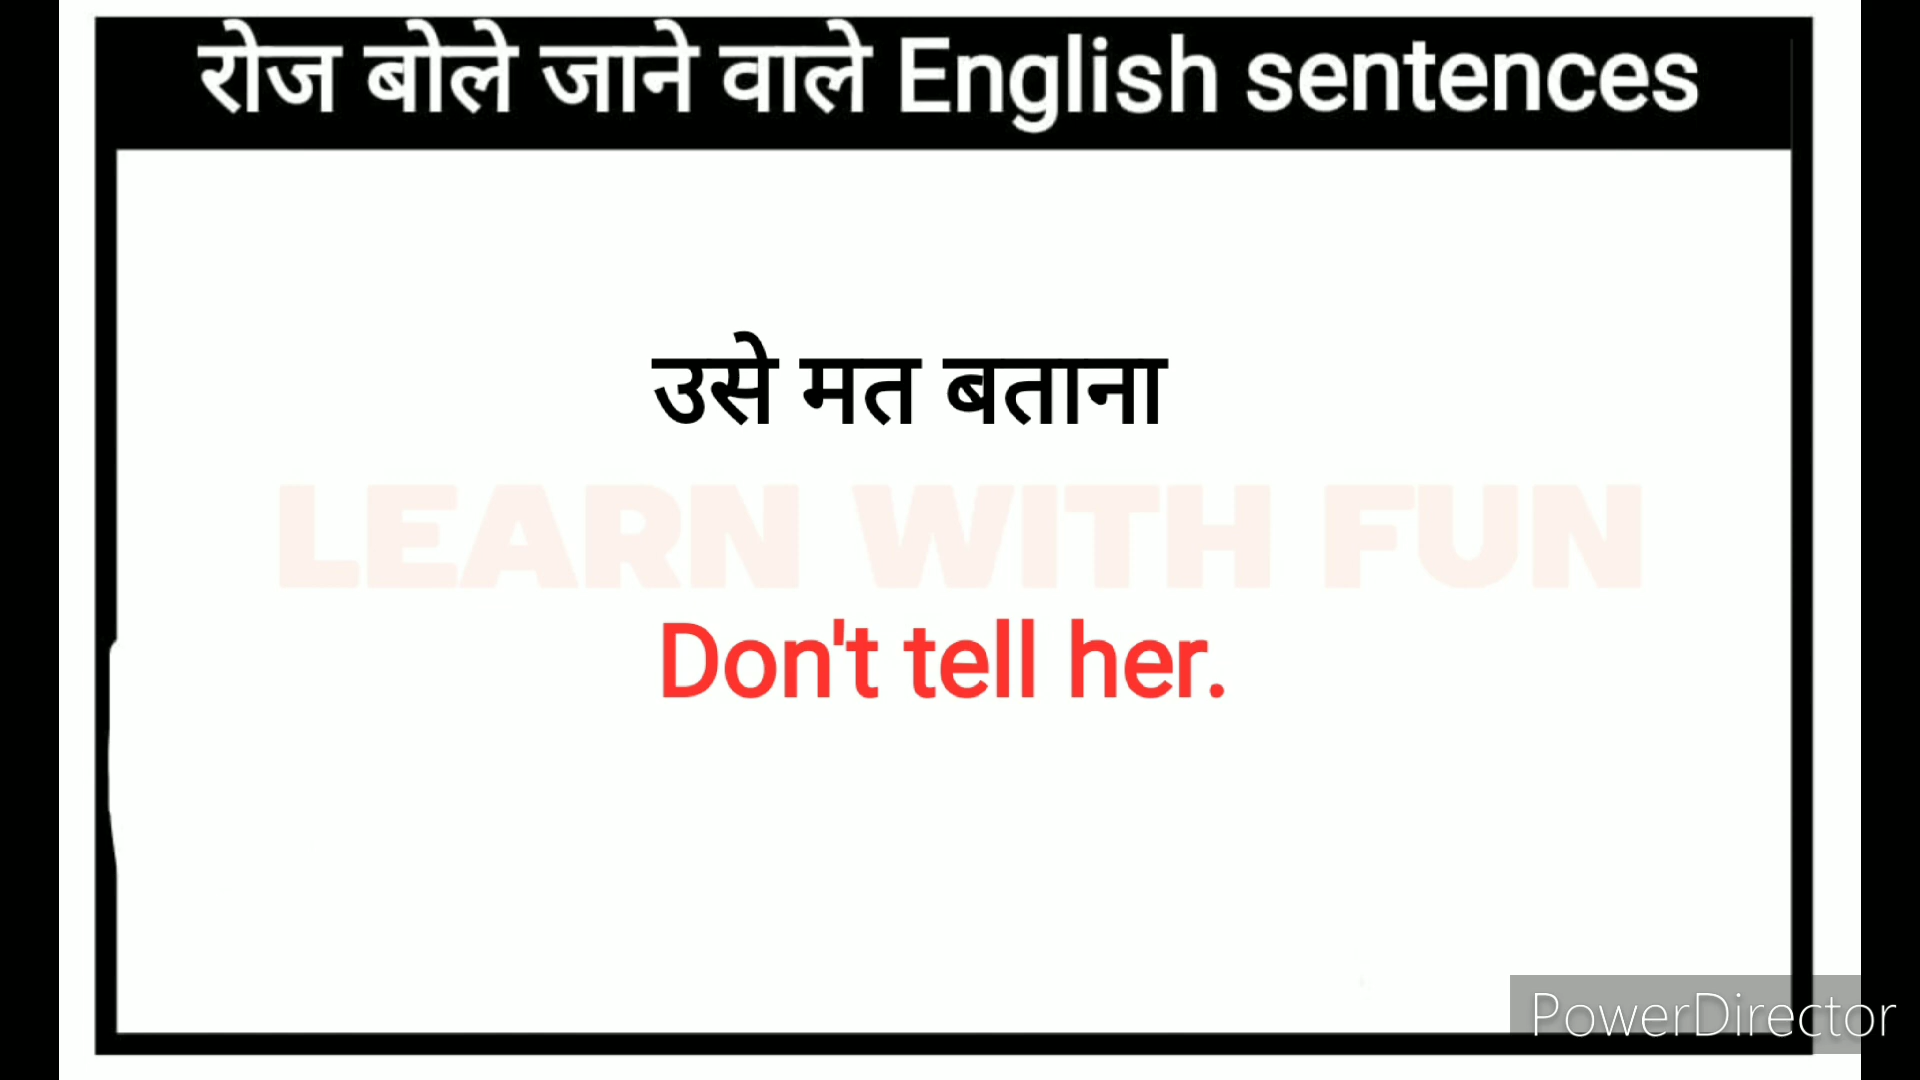 रोज बोले जाने वाले English sentences
उसे मत बताना
LEARN WITH FUN
Don't tell her.
PowerDirector